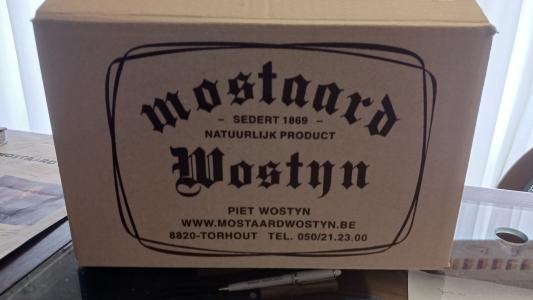 mostaard
- SEDERT 1869 -
NATUURLIJK PRODUCT
Wostyn
PIET WOSTYN
WWW.MOSTAARDWOSTYN.BE
8820-TORHOUT TEL. 050/21.23.00